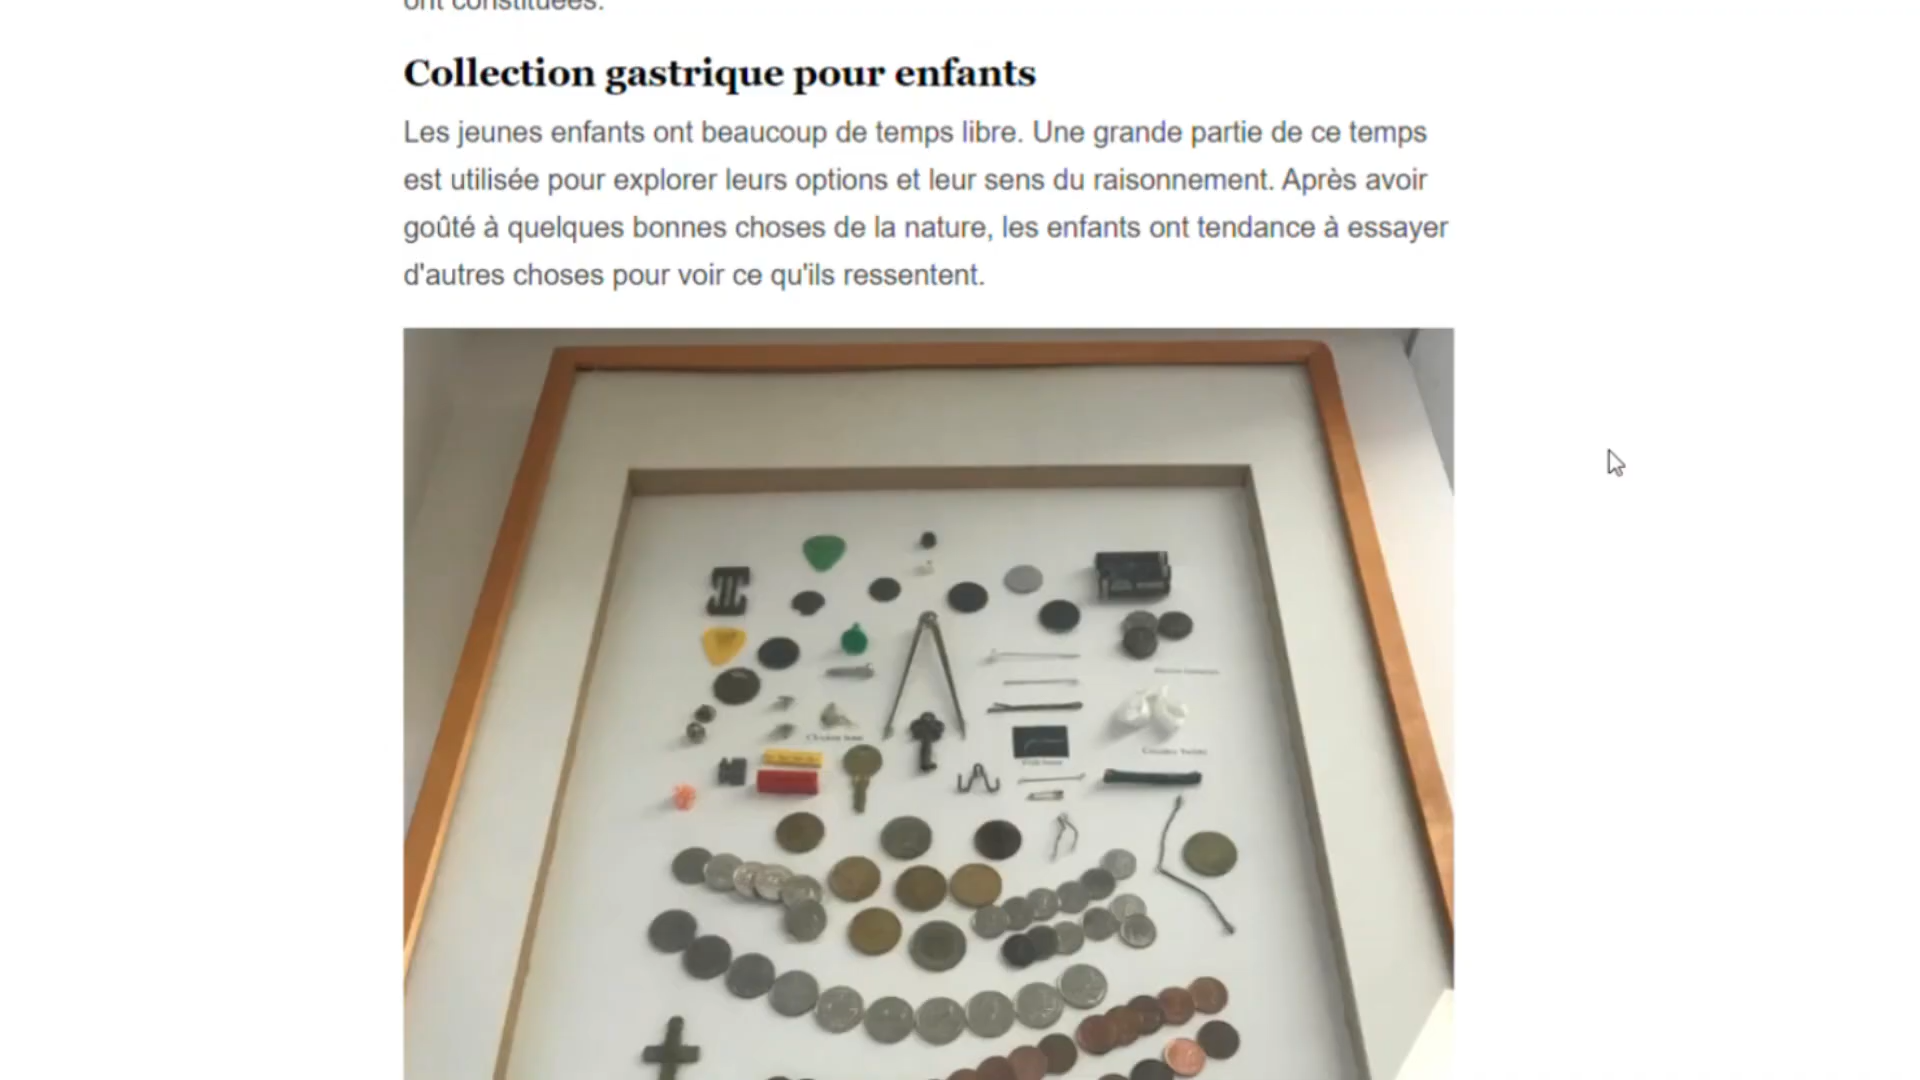 ont constituées.
Collection gastrique pour enfants
Les jeunes enfants ont beaucoup de temps libre. Une grande partie de ce temps
est utilisée pour explorer leurs options et leur sens du raisonnement. Après avoir
goûté à quelques bonnes choses de la nature, les enfants ont tendance à essayer
d'autres choses pour voir ce qu'ils ressentent.